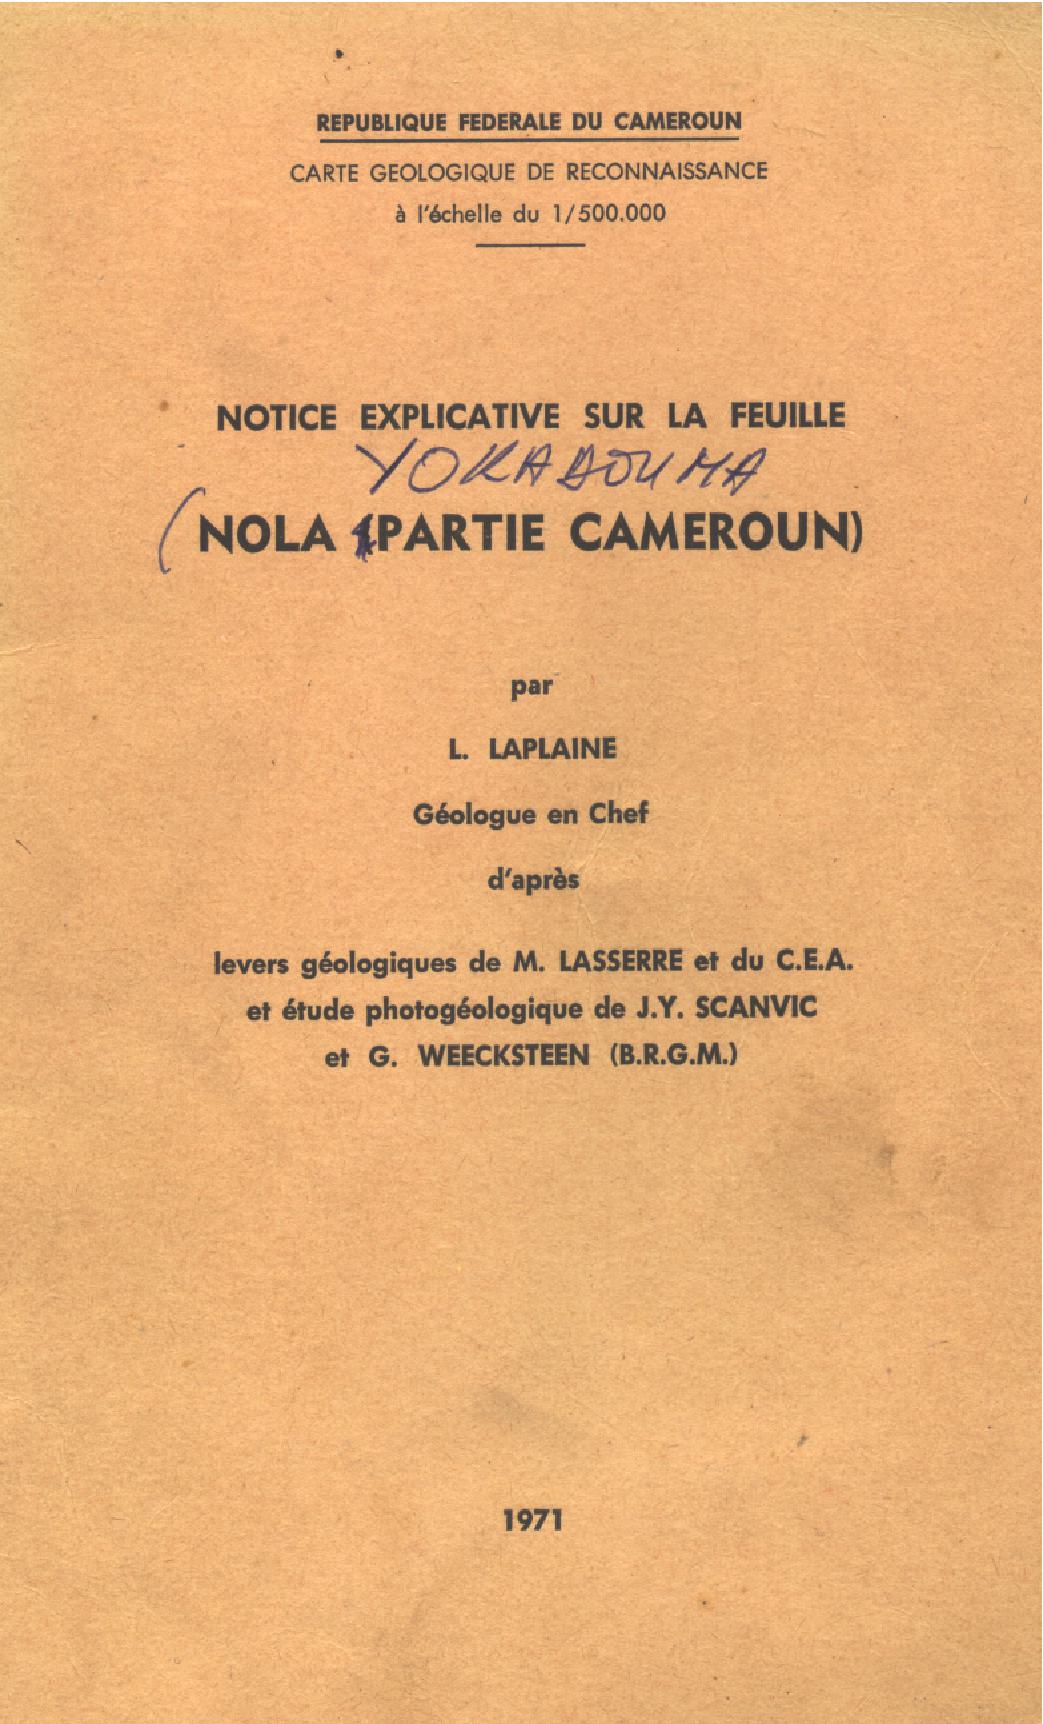 REPUBLIQUE FEDERALE DU CAMEROUN
CARTE GEOLOGIQUE DE RECONNAISSANCE
à l'échelle du 1/500.000
NOTICE EXPLICATIVE SUR LA FEUILLE
YOKADOUMA
(NOLA (PARTIE CAMEROUN)
par
L. LAPLAINE
Géologue en Chef
d'après
levers géologiques de M. LASSERRE et du C.E.A.
et étude photogéologique de J.Y. SCANVIC
et G. WEECKSTEEN (B.R.G.M.)
1971